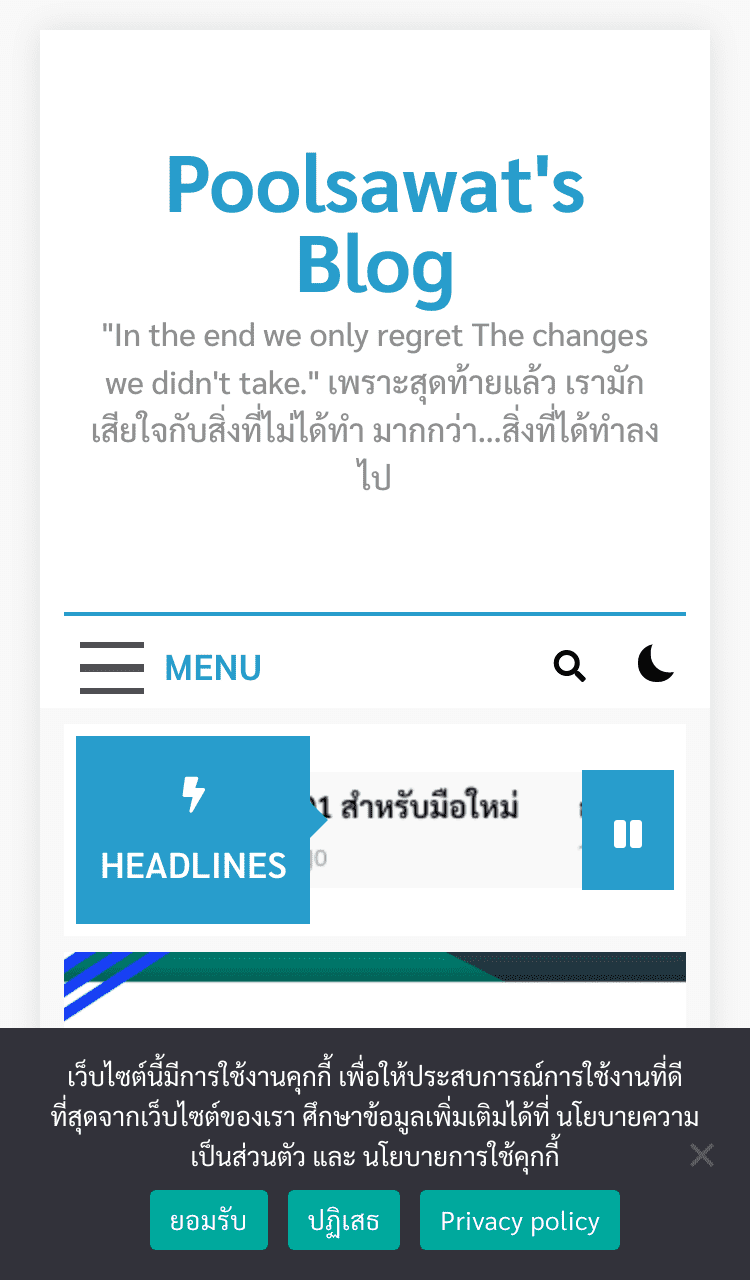 Poolsawat's
Blog
"In the end we only regret The changes
we didn't take." เพราะสุดท้ายแล้ว เรามัก
เสียใจกับสิ่งที่ไม่ได้ทำ มากกว่า...สิ่งที่ได้ทำลง
ไป
MENU
HEADLINES
สำหรับมือใหม่
เว็บไซต์นี้มีการใช้งานคุกกี้ เพื่อให้ประสบการณ์การใช้งานที่ดี
ที่สุดจากเว็บไซต์ของเรา ศึกษาข้อมูลเพิ่มเติมได้ที่ นโยบายความ
เป็นส่วนตัว และ นโยบายการใช้คุกกี้
ยอมรับ
ปฏิเสธ
Privacy policy